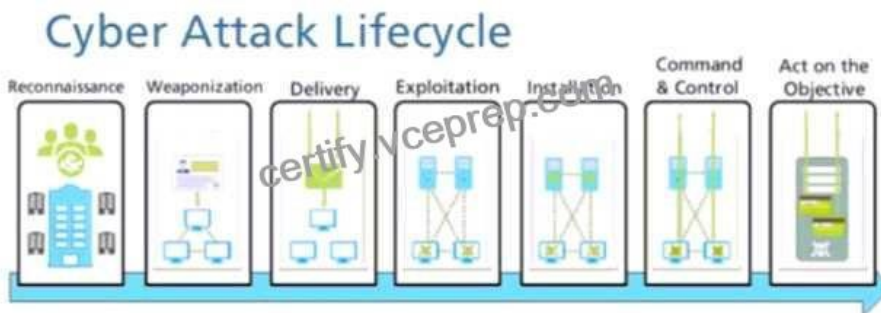 Cyber Attack Lifecycle
Reconnaissance
Weaponization
Delivery
Exploitation
Installation
Command
& Control
Act on the
Objective
certify.vceprep.com